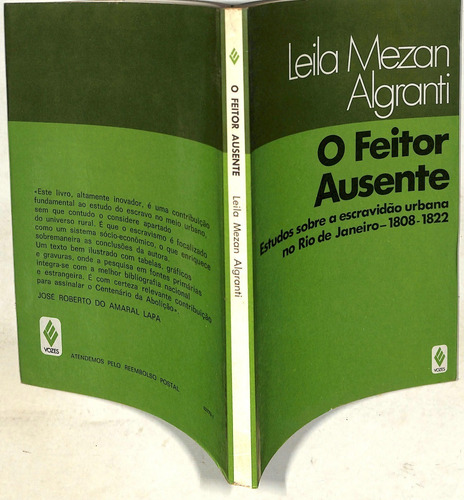 «Este livro, altamente inovador, é uma contribuição
fundamental ao estudo do escravo no meio urbano,
sem que contudo o considere apartado
do universo rural. É que o escravismo é focalizado
como um sistema sócio-econômico, o que enriquece
sobremaneira as conclusões da autora.
Um texto bem ilustrado com tabelas, gráficos
e gravuras, onde a pesquisa em fontes primárias
integra-se com a melhor bibliografia nacional
e estrangeira. É com certeza relevante contribuição
para assinalar o Centenário da Abolição»
JOSÉ ROBERTO DO AMARAL LAPA
VOZES
ATENDEMOS PELO REEMBOLSO POSTAL
O FEITOR AUSENTE Leila Mezan Algranti
Leila Mezan
Algranti
O Feitor
Ausente
Estudos sobre a escravidão urbana
no Rio de Janeiro – 1808-1822
VOZES